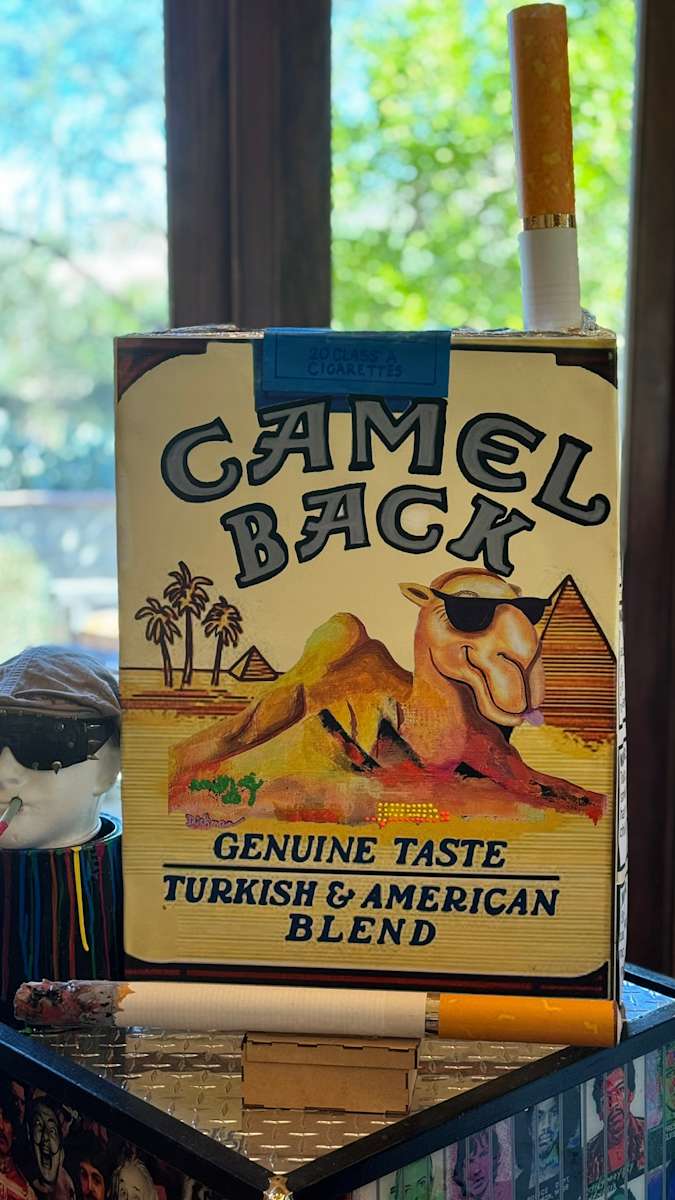 20 CLASS A
CIGARETTES
CAMEL
BACK
GENUINE TASTE
TURKISH & AMERICAN
BLEND